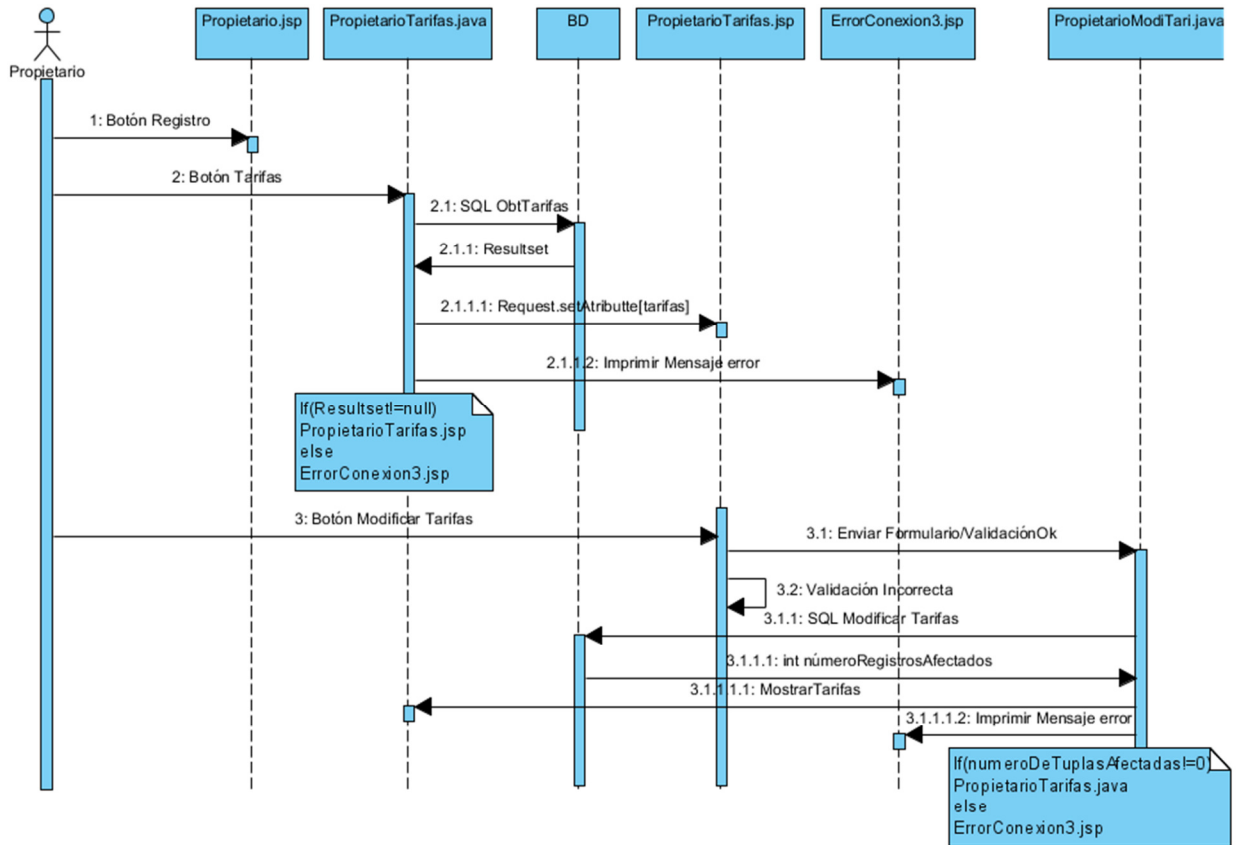 Propietario.jsp
PropietarioTarifas.java
BD
PropietarioTarifas.jsp
ErrorConexion3.jsp
PropietarioModiTari.java
Propietario
1: Botón Registro
2: Botón Tarifas
2.1: SQL ObtTarifas
2.1.1: Resultset
2.1.1.1: Request.setAtributte[tarifas]
2.1.1.2: Imprimir Mensaje error
If(Resultset!=null)
PropietarioTarifas.jsp
else
ErrorConexion3.jsp
3: Botón Modificar Tarifas
3.1: Enviar Formulario/ValidaciónOk
3.2: Validación Incorrecta
3.1.1: SQL Modificar Tarifas
3.1.1.1: int númeroRegistrosAfectados
3.1.1.1.1: MostrarTarifas
3.1.1.1.2: Imprimir Mensaje error
If(numeroDeTuplasAfectadas!=0)
PropietarioTarifas.java
else
ErrorConexion3.jsp